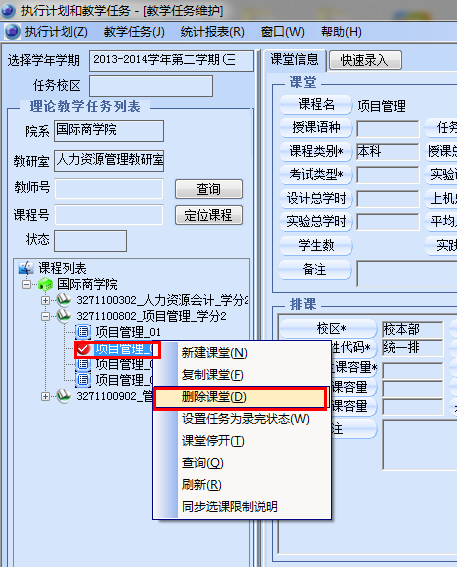 执行计划和教学任务 - [教学任务维护]
执行计划(Z) 教学任务(J) 统计报表(R) 窗口(W) 帮助(H)
选择学年学期 2013-2014学年第二学期(三
任务校区
理论教学任务列表
院系 国际商学院
教研室 人力资源管理教研室
教师号 查询
课程号 定位课程
状态
课程列表
国际商学院
3271100302_人力资源会计_学分2
3271100802_项目管理_学分2
项目管理_01
项目管理_0
项目管理_0
项目管理_0
3271100902_管
新建课堂(N)
复制课堂(F)
删除课堂(D)
设置任务为录完状态(W)
课堂停开(T)
查询(Q)
刷新(R)
同步选课限制说明
课堂信息 快速录入
课堂
课程名 项目管理
授课语种 任务
课程类别* 本科 授课总
考试类型* 实验课
设计总学时 上机总
实验总学时 平均
学生数 实践
备注
排课
校区* 校本部
性代码* 统一排
课容量*
课容量
容量
注